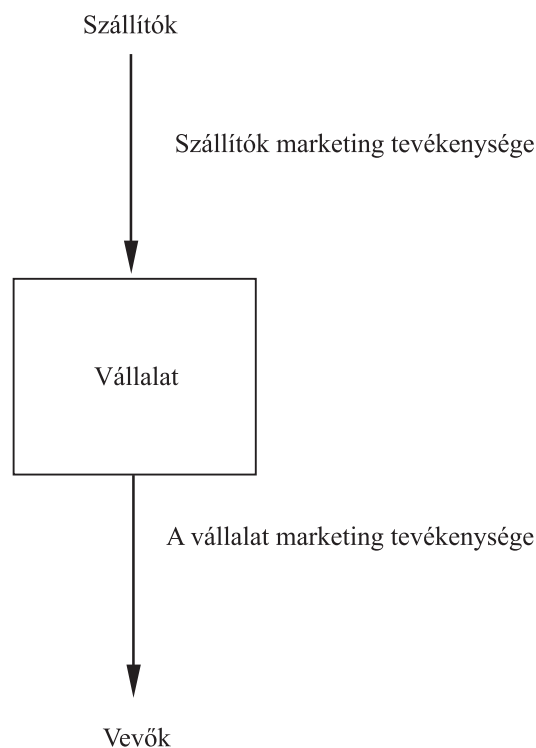 Szállítók
Szállítók marketing tevékenysége
Vállalat
A vállalat marketing tevékenysége
Vevők